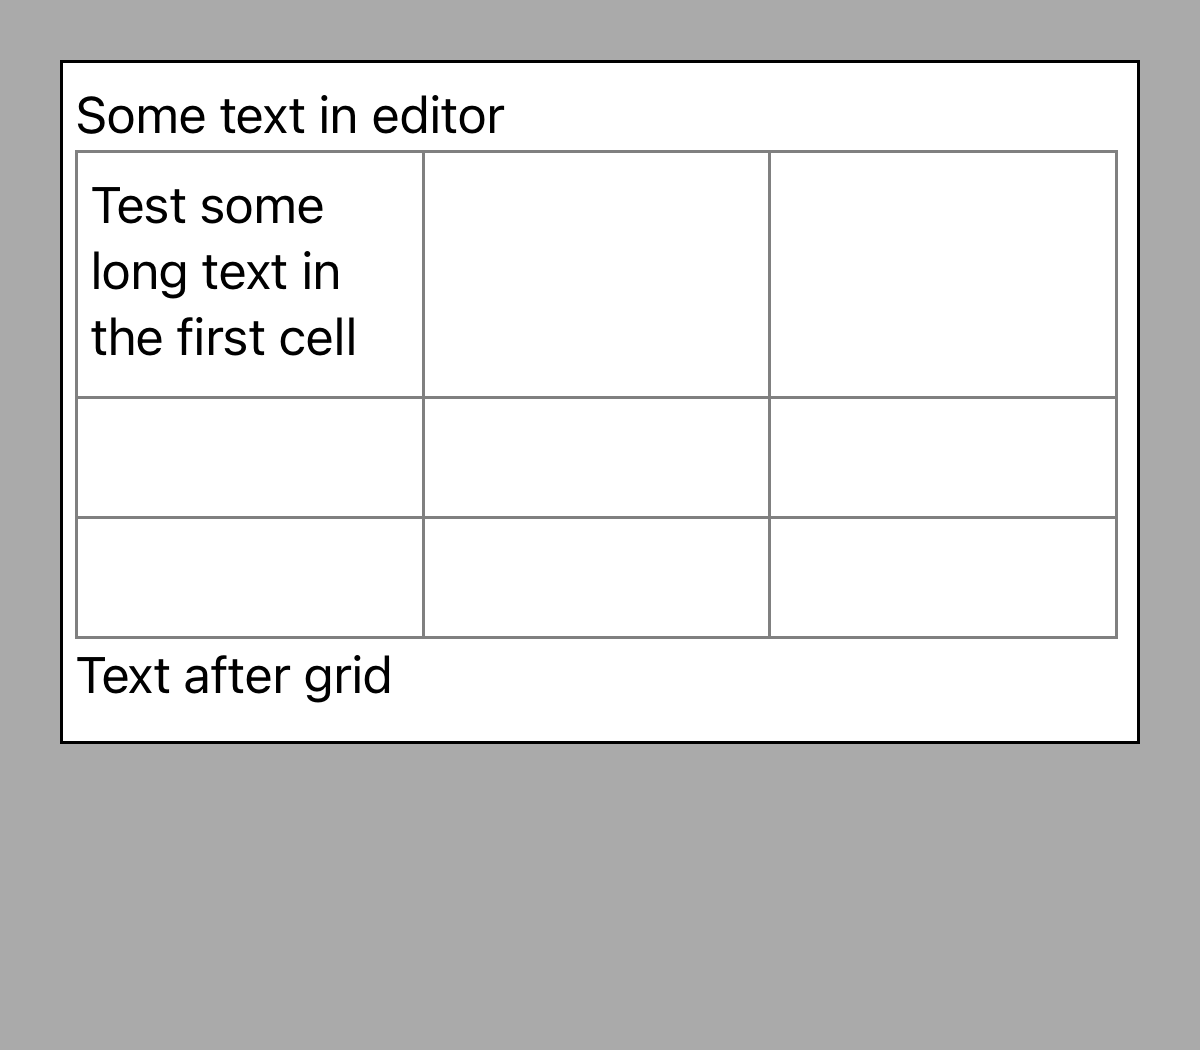 Some text in editor
Test some
long text in
the first cell
Text after grid